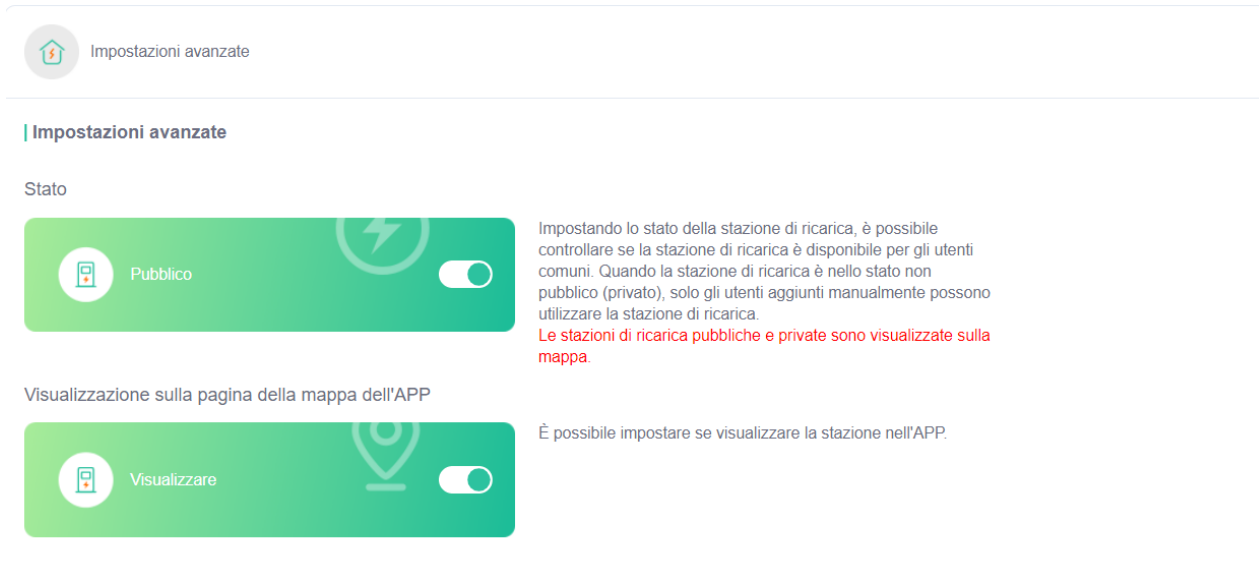 Impostazioni avanzate
Impostazioni avanzate
Stato
Pubblico
Impostando lo stato della stazione di ricarica, è possibile
controllare se la stazione di ricarica è disponibile per gli utenti
comuni. Quando la stazione di ricarica è nello stato non
pubblico (privato), solo gli utenti aggiunti manualmente possono
utilizzare la stazione di ricarica.
Le stazioni di ricarica pubbliche e private sono visualizzate sulla
mappa.
Visualizzazione sulla pagina della mappa dell'APP
Visualizzare
È possibile impostare se visualizzare la stazione nell'APP.